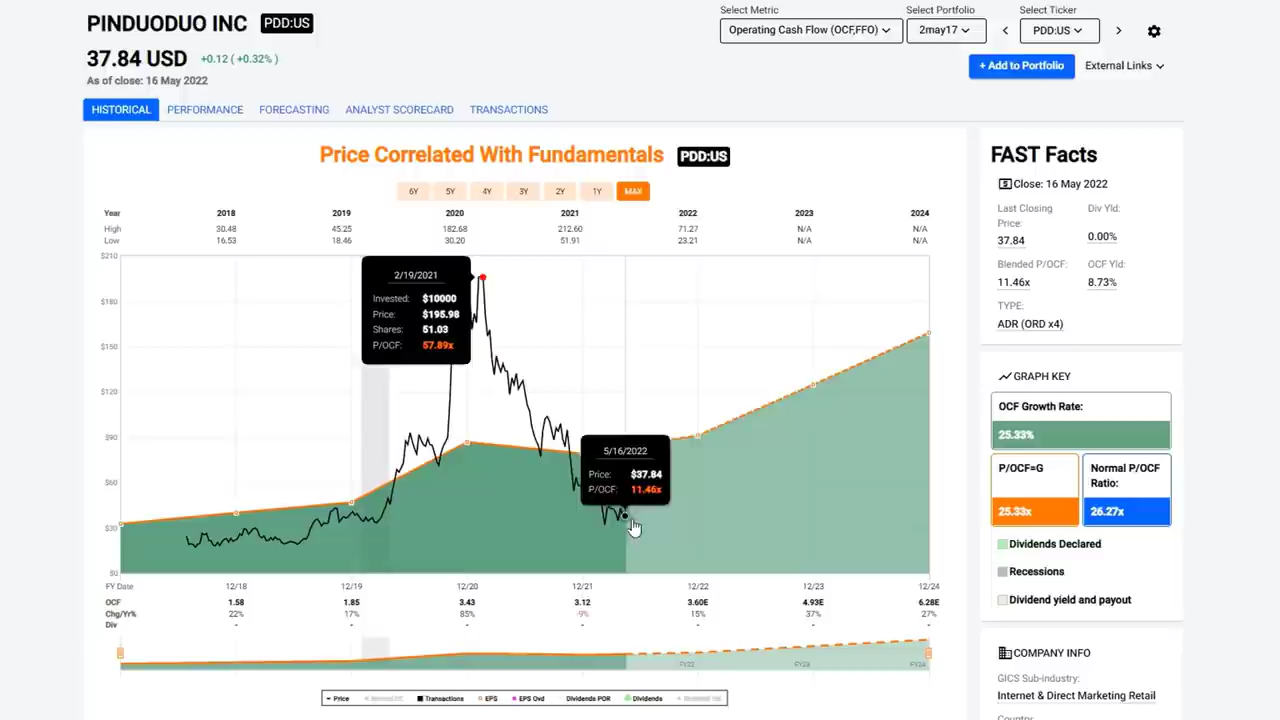 PINDUODUO INC PDD:US
37.84 USD +0.12 ( +0.32% )
As of close: 16 May 2022
Select Metric Select Portfolio Select Ticker
Operating Cash Flow (OCF,FFO) 2may17 PDD:US
+ Add to Portfolio External Links
HISTORICAL PERFORMANCE FORECASTING ANALYST SCORECARD TRANSACTIONS
Price Correlated With Fundamentals PDD:US
6Y 5Y 4Y 3Y 2Y 1Y MAX
Year 2018 2019 2020 2021 2022 2023 2024
High 30.48 45.25 182.68 212.60 71.27 N/A N/A
Low 16.53 18.46 30.20 51.91 23.21 N/A N/A
$210
$180
$150
$120
$90
$60
$30
$0
2/19/2021
Invested: $10000
Price: $195.98
Shares: 51.03
P/OCF: 57.89x
5/16/2022
Price: $37.84
P/OCF: 11.46x
FY Date 12/18 12/19 12/20 12/21 12/22 12/23 12/24
OCF 1.58 1.85 3.43 3.12 3.60E 4.93E 6.28E
Chg/Yr% 22% 17% 85% -9% 15% 37% 27%
Div - - - - - - -
FY22 FY23 FY24
Price Transactions EPS EPS Ovd Dividends POR Dividends
FAST Facts
Close: 16 May 2022
Last Closing Price: 37.84
Div Yld: 0.00%
Blended P/OCF: 11.46x
OCF Yld: 8.73%
TYPE:
ADR (ORD x4)
GRAPH KEY
OCF Growth Rate:
25.33%
P/OCF=G
25.33x
Normal P/OCF Ratio:
26.27x
Dividends Declared
Recessions
Dividend yield and payout
COMPANY INFO
GICS Sub-industry:
Internet & Direct Marketing Retail
Country: